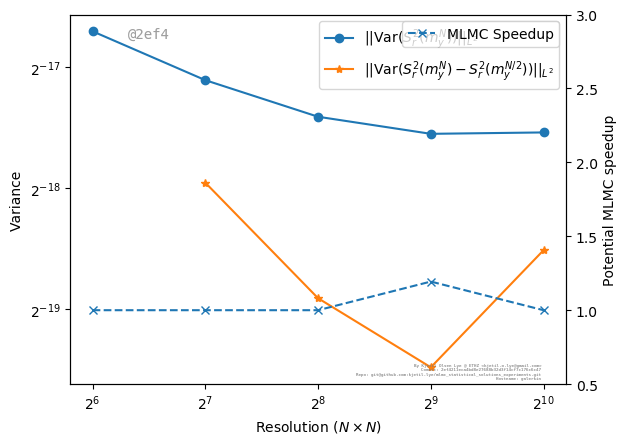 @2ef4
||Var(S_r^2(m_y^N))||_{L^2}
MLMC Speedup
||Var(S_r^2(m_y^N) − S_r^2(m_y^{N/2}))||_{L^2}
2^{-17}
2^{-18}
2^{-19}
Variance
3.0
2.5
2.0
1.5
1.0
0.5
Potential MLMC speedup
2^6 2^7 2^8 2^9 2^{10}
Resolution (N × N)